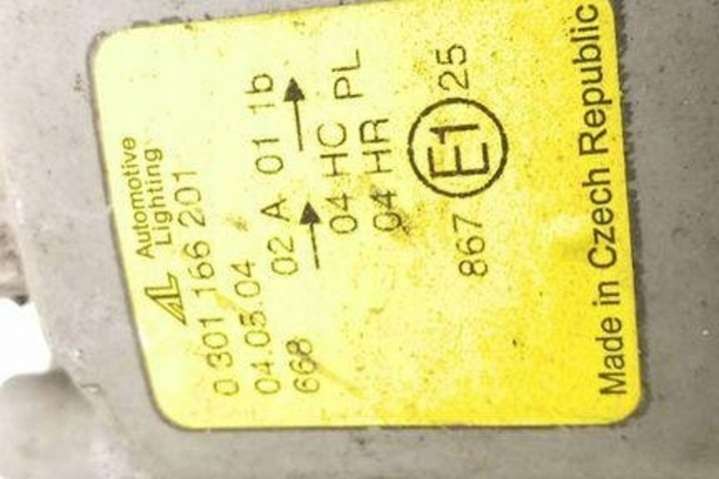 AL Automotive
Lighting
0 301 166 201
04.05.04
668
02 A 01 1b
04 HC PL
04 HR
867 E1 25
Made in Czech Republic